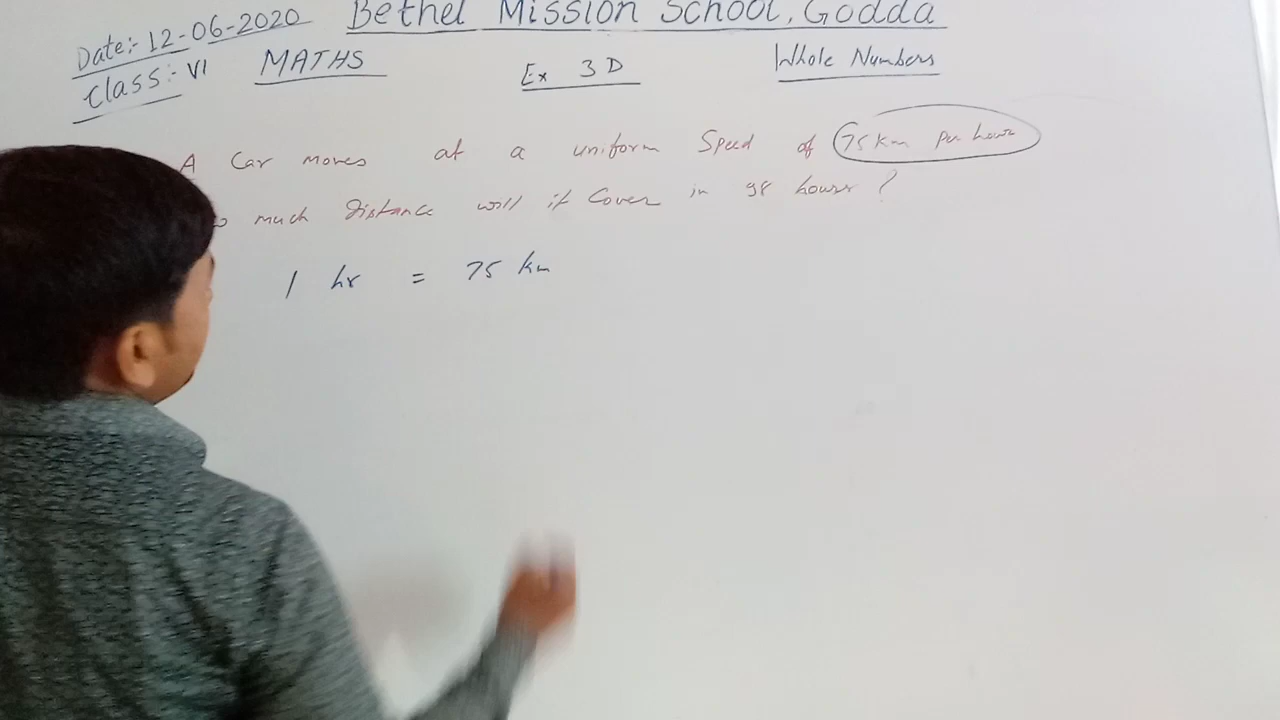 Bethel Mission School, Godda
Date:- 12-06-2020
Class:- VI
MATHS
Ex 3D
Whole Numbers
A Car moves at a uniform Speed of 75 km per hour
much distance will it Cover in 98 hours ?
1 hr = 75 km